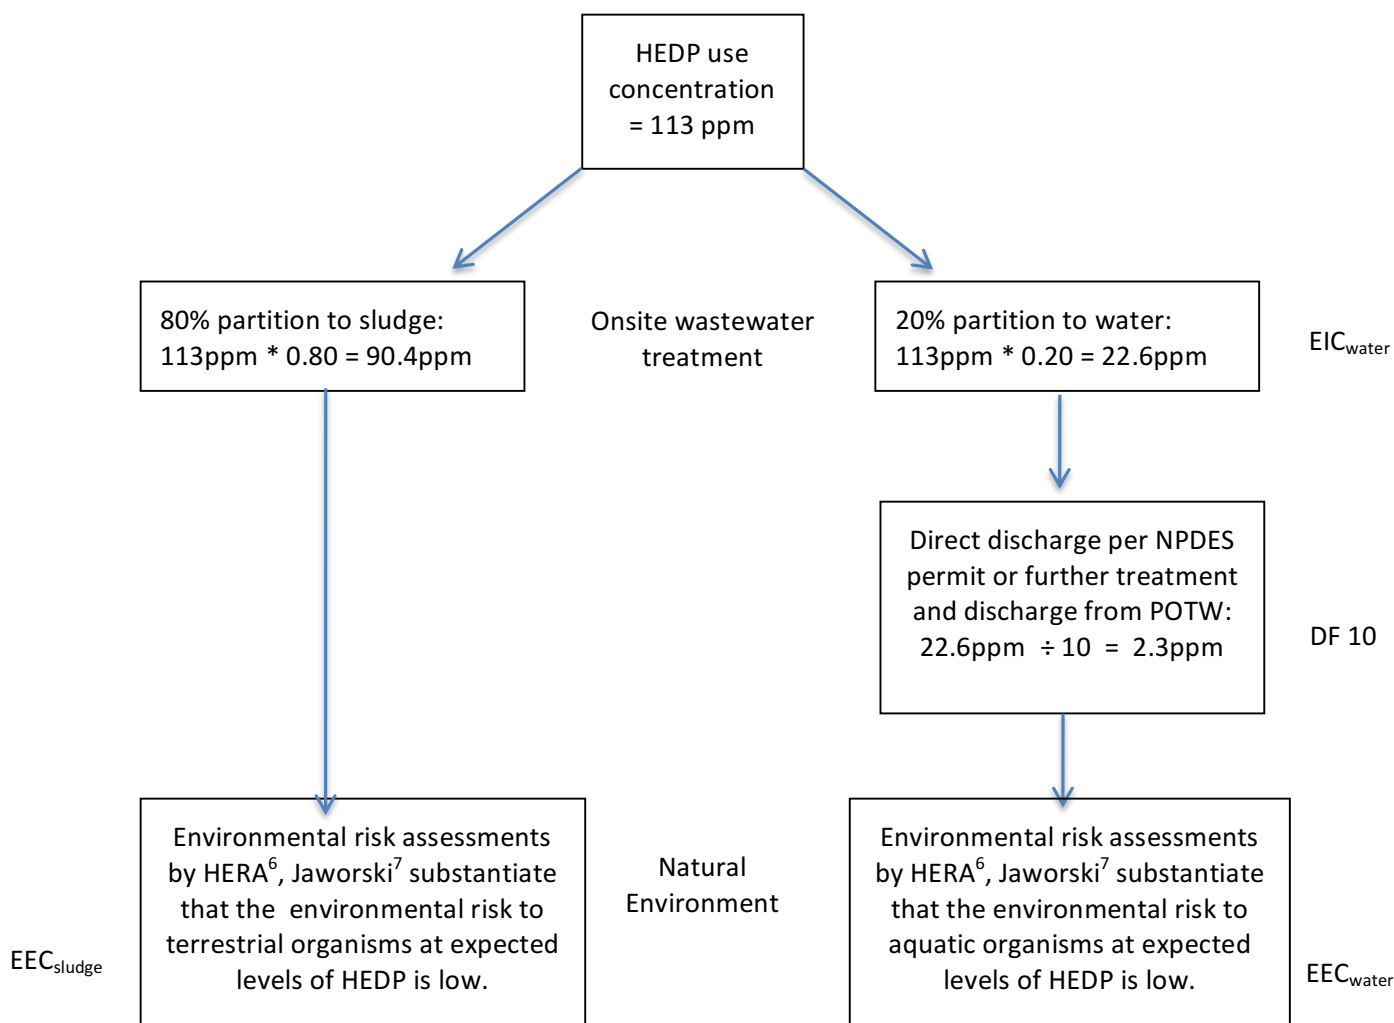 HEDP use
concentration
= 113 ppm
80% partition to sludge:
113ppm * 0.80 = 90.4ppm
Onsite wastewater
treatment
20% partition to water:
113ppm * 0.20 = 22.6ppm
EICwater
Direct discharge per NPDES
permit or further treatment
and discharge from POTW:
22.6ppm ÷ 10 = 2.3ppm
DF 10
Environmental risk assessments
by HERA⁶, Jaworski⁷ substantiate
that the environmental risk to
terrestrial organisms at expected
levels of HEDP is low.
EECsludge
Natural
Environment
Environmental risk assessments
by HERA⁶, Jaworski⁷ substantiate
that the environmental risk to
aquatic organisms at expected
levels of HEDP is low.
EECwater